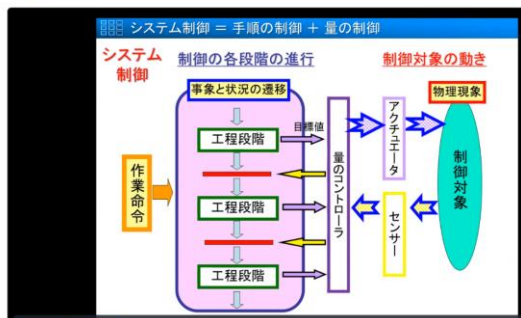 システム制御 = 手順の制御 + 量の制御
システム
制御
制御の各段階の進行
制御対象の動き
事象と状況の遷移
物理現象
目標値
工程段階
工程段階
工程段階
作業命令
量のコントローラ
アクチュエータ
センサー
制御対象